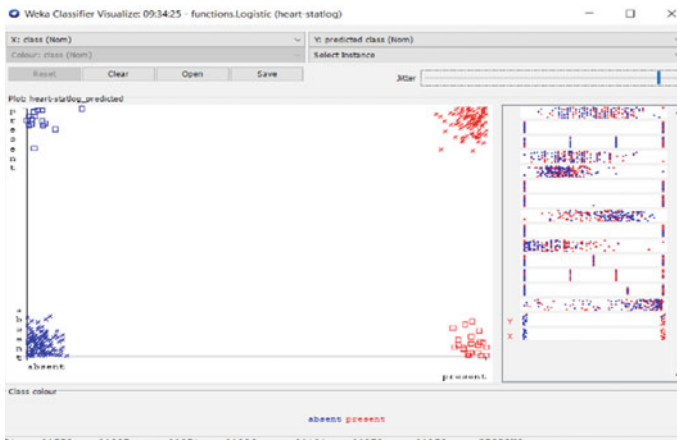 Weka Classifier Visualize: 09:34:25 - functions.Logistic (heart-statlog)
X: class (Nom)
Y: predicted class (Nom)
Colour: class (Nom)
Select Instance
Reset
Clear
Open
Save
Jitter
Plot: heart-statlog_predicted
present
absent
absent
present
Y
X
Class colour
absent present